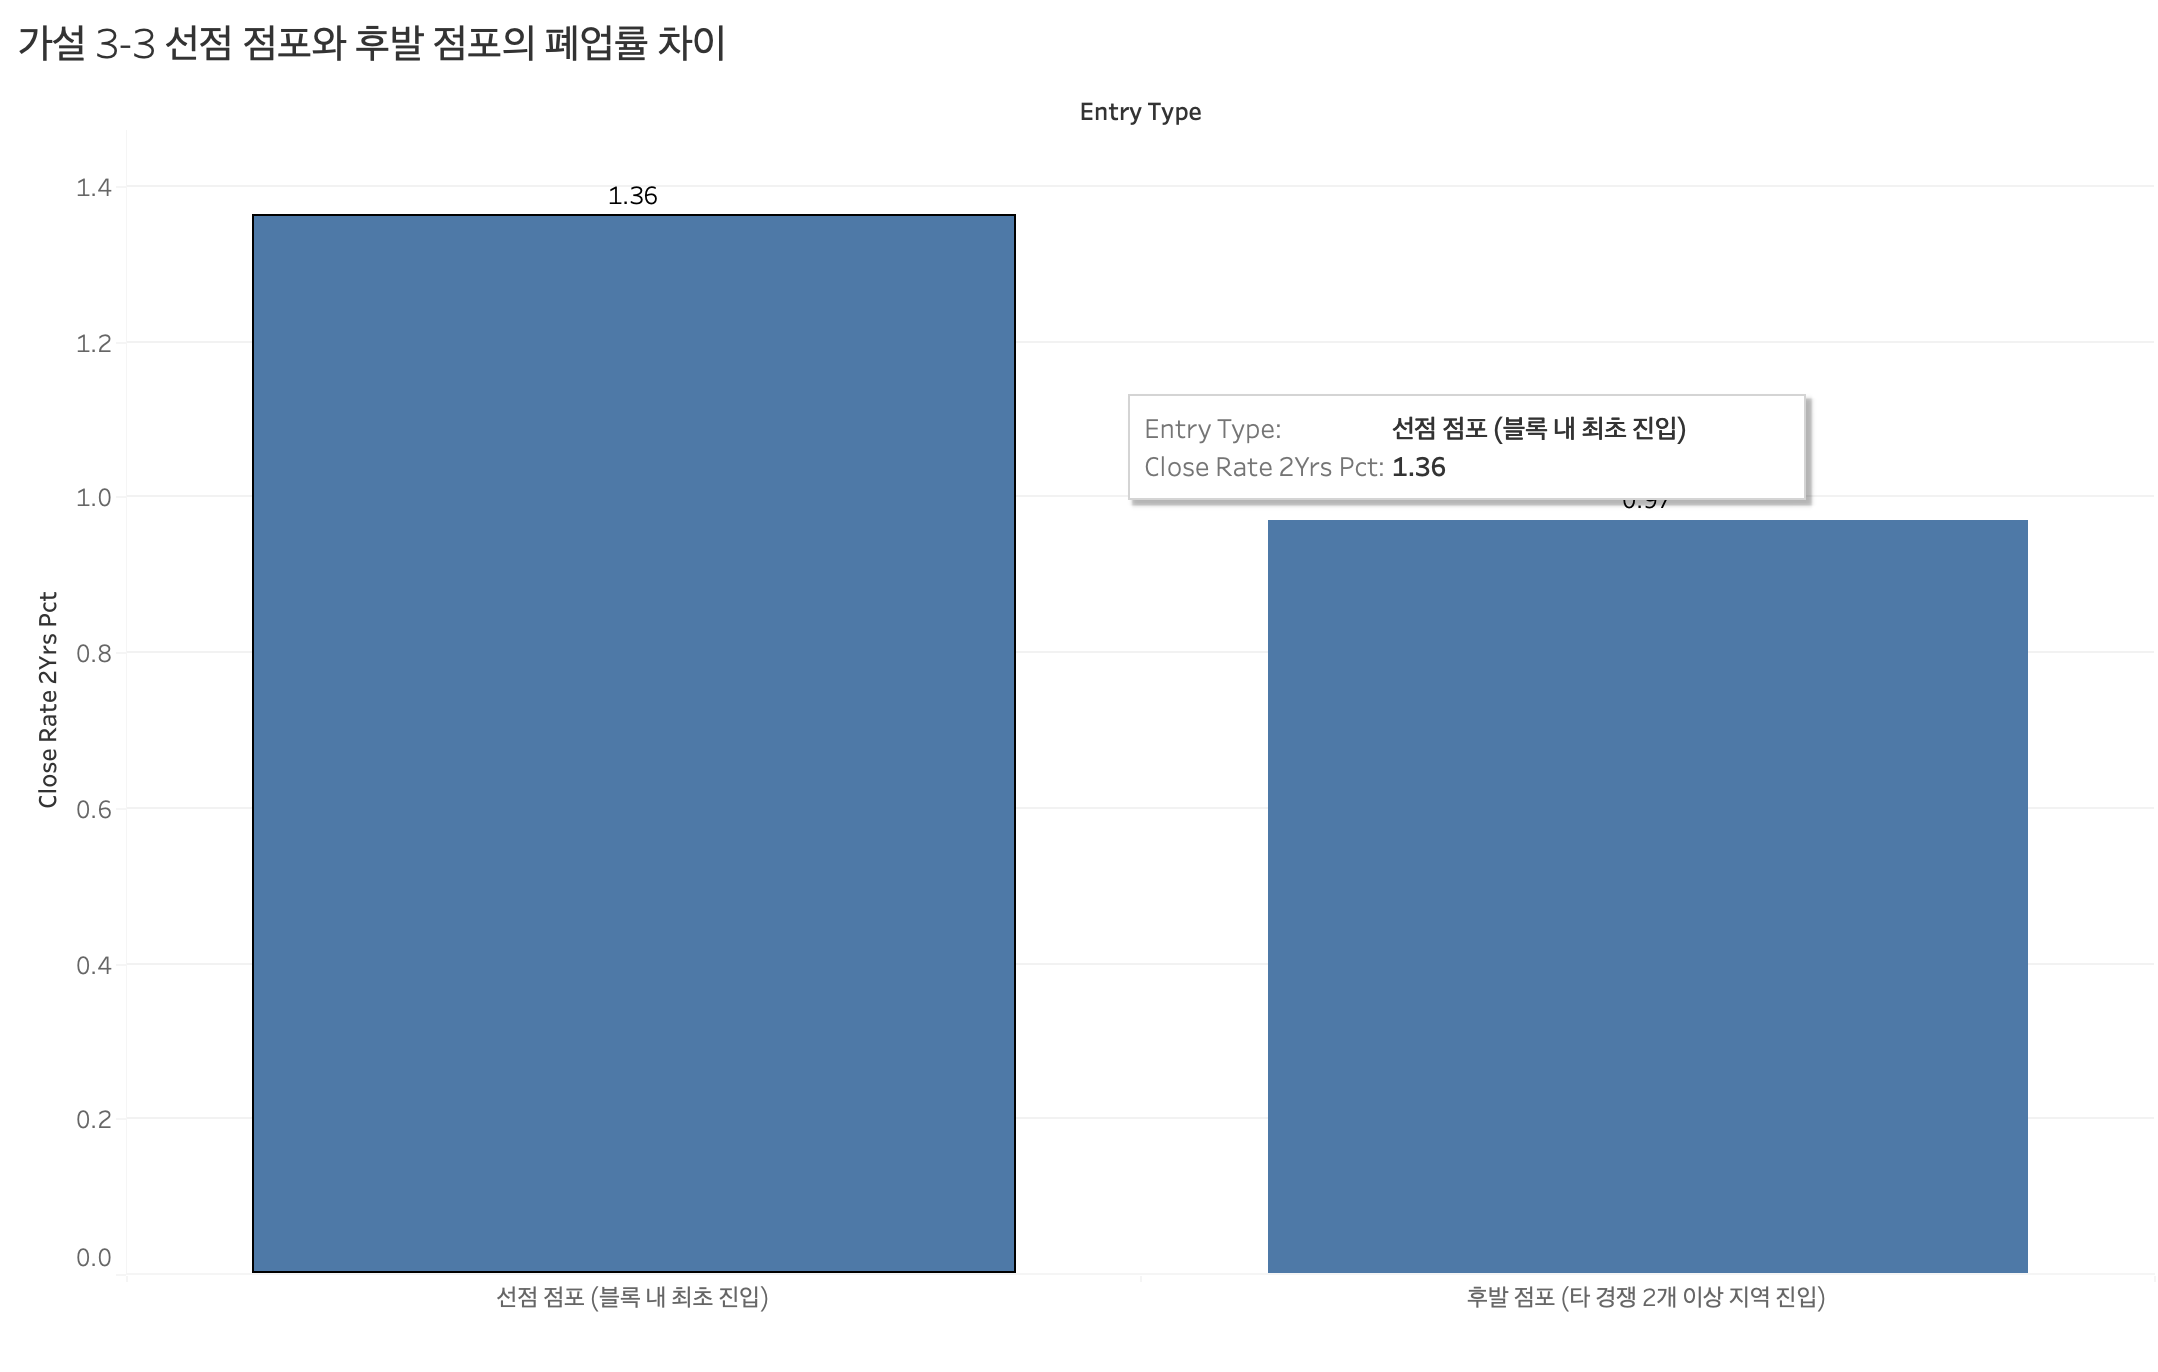 가설 3-3 선점 점포와 후발 점포의 폐업률 차이
Entry Type
1.4
1.2
1.0
0.8
0.6
0.4
0.2
0.0
Close Rate 2Yrs Pct
1.36
Entry Type: 선점 점포 (블록 내 최초 진입)
Close Rate 2Yrs Pct: 1.36
0.97
선점 점포 (블록 내 최초 진입)
후발 점포 (타 경쟁 2개 이상 지역 진입)